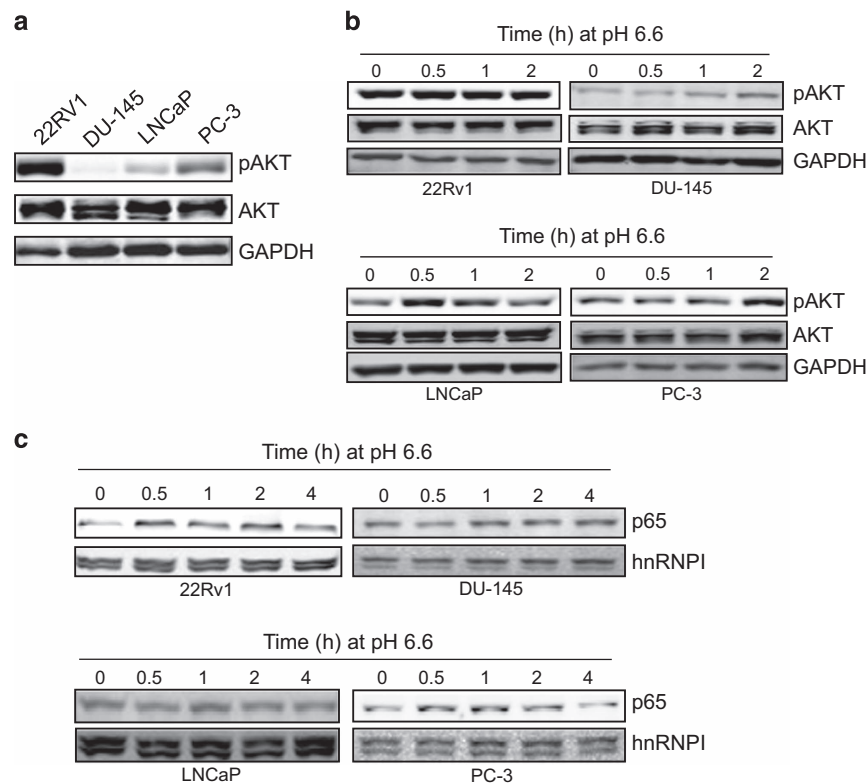 a
22RV1 DU-145 LNCaP PC-3
pAKT
AKT
GAPDH
b
Time (h) at pH 6.6
0 0.5 1 2 0 0.5 1 2
pAKT
AKT
GAPDH
22Rv1 DU-145
Time (h) at pH 6.6
0 0.5 1 2 0 0.5 1 2
pAKT
AKT
GAPDH
LNCaP PC-3
c
Time (h) at pH 6.6
0 0.5 1 2 4 0 0.5 1 2 4
p65
hnRNPI
22Rv1 DU-145
Time (h) at pH 6.6
0 0.5 1 2 4 0 0.5 1 2 4
p65
hnRNPI
LNCaP PC-3